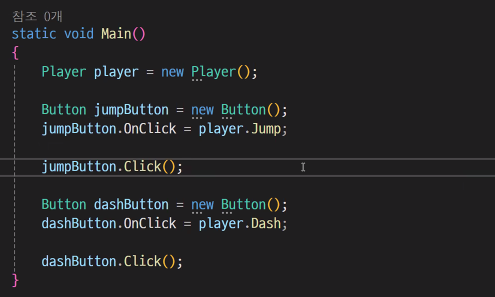 참조 0개
static void Main()
{
    Player player = new Player();
    Button jumpButton = new Button();
    jumpButton.OnClick = player.Jump;
    jumpButton.Click();
    Button dashButton = new Button();
    dashButton.OnClick = player.Dash;
    dashButton.Click();
}